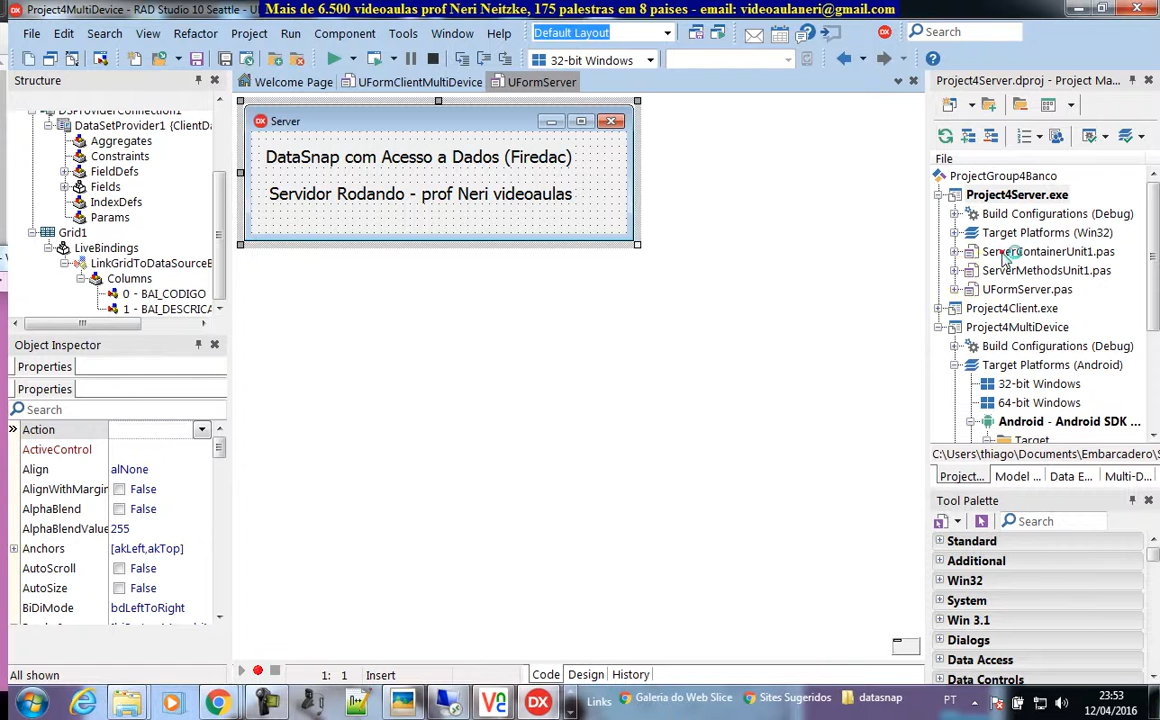 Project4MultiDevice - RAD Studio 10 Seattle - U
Mais de 6.500 videoaulas prof Neri Neitzke, 175 palestras em 8 paises - email: videoaulaneri@gmail.com
File Edit Search View Refactor Project Run Component Tools Window Help
Default Layout
Search
32-bit Windows
Structure
Welcome Page UFormClientMultiDevice UFormServer
Project4Server.dproj - Project Ma...
DSProviderConnection1
DataSetProvider1 {ClientDa
Aggregates
Constraints
FieldDefs
Fields
IndexDefs
Params
Grid1
LiveBindings
LinkGridToDataSourceB
Columns
0 - BAI_CODIGO
1 - BAI_DESCRICA
Server
DataSnap com Acesso a Dados (Firedac)
Servidor Rodando - prof Neri videoaulas
File
ProjectGroup4Banco
Project4Server.exe
Build Configurations (Debug)
Target Platforms (Win32)
ServerContainerUnit1.pas
ServerMethodsUnit1.pas
UFormServer.pas
Project4Client.exe
Project4MultiDevice
Build Configurations (Debug)
Target Platforms (Android)
32-bit Windows
64-bit Windows
Android - Android SDK ...
Target
C:\Users\thiago\Documents\Embarcadero\S
Project... Model ... Data E... Multi-D...
Object Inspector
Properties
Properties
Search
Action
ActiveControl
Align alNone
AlignWithMargin False
AlphaBlend False
AlphaBlendValue 255
Anchors [akLeft,akTop]
AutoScroll False
AutoSize False
BiDiMode bdLeftToRight
All shown
1: 1 Insert
Code Design History
Tool Palette
Search
Standard
Additional
Win32
System
Win 3.1
Dialogs
Data Access
Data Controls
Links Galeria do Web Slice Sites Sugeridos datasnap PT
23:53
12/04/2016